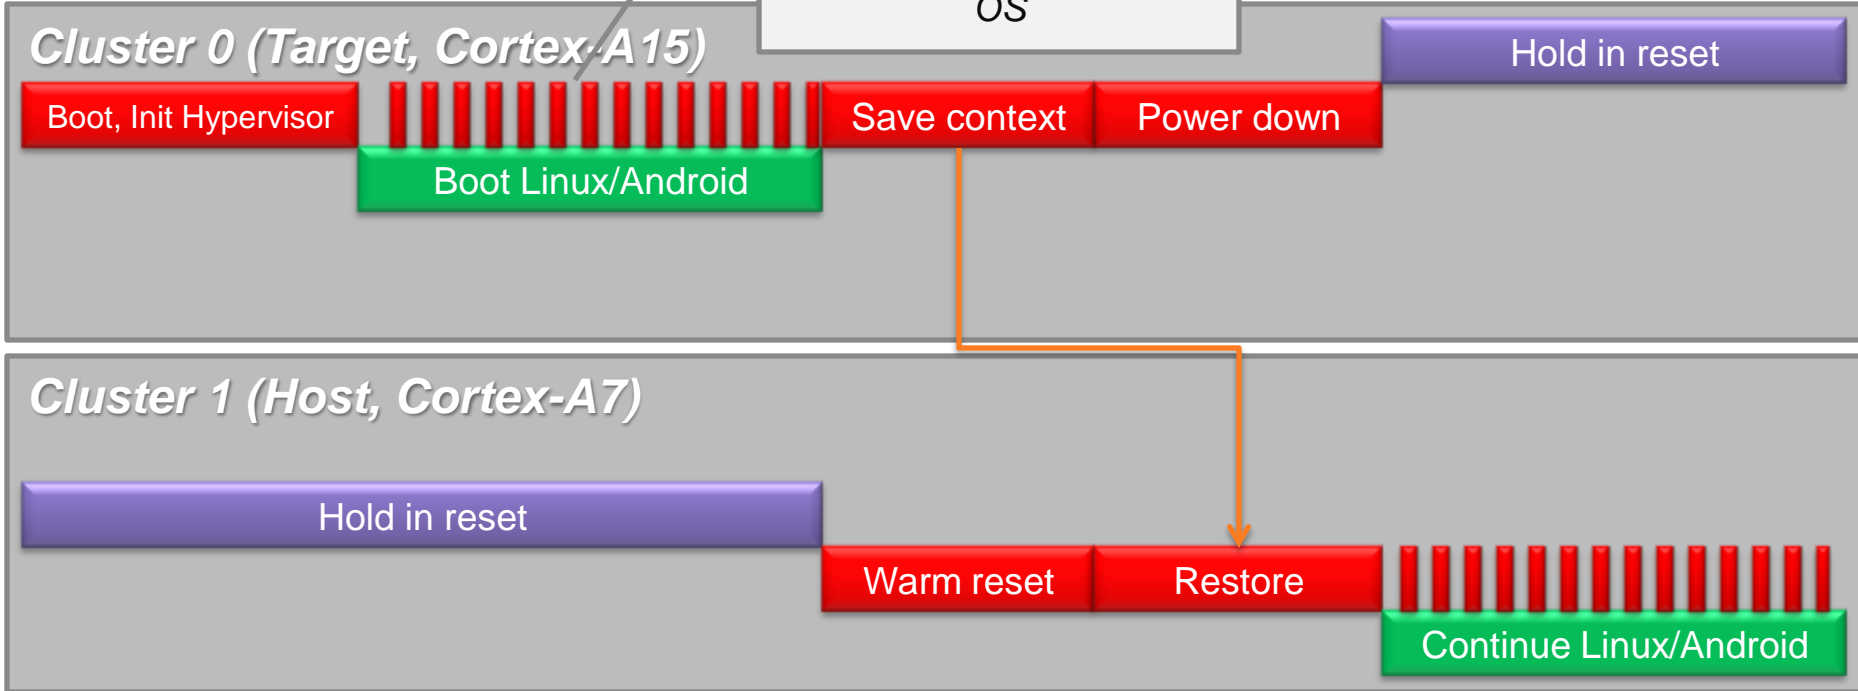 OS
Cluster 0 (Target, Cortex-A15)
Hold in reset
Boot, Init Hypervisor
Save context
Power down
Boot Linux/Android
Cluster 1 (Host, Cortex-A7)
Hold in reset
Warm reset
Restore
Continue Linux/Android